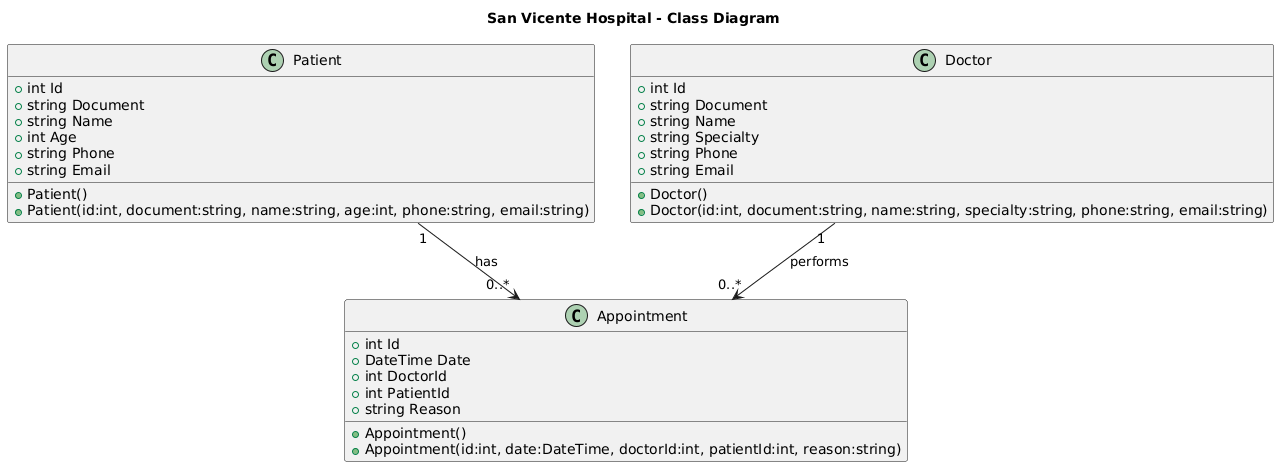 San Vicente Hospital - Class Diagram
C Patient
int Id
string Document
string Name
int Age
string Phone
string Email
Patient()
Patient(id:int, document:string, name:string, age:int, phone:string, email:string)
C Doctor
int Id
string Document
string Name
string Specialty
string Phone
string Email
Doctor()
Doctor(id:int, document:string, name:string, specialty:string, phone:string, email:string)
1
has
0..*
1
performs
0..*
C Appointment
int Id
DateTime Date
int DoctorId
int PatientId
string Reason
Appointment()
Appointment(id:int, date:DateTime, doctorId:int, patientId:int, reason:string)